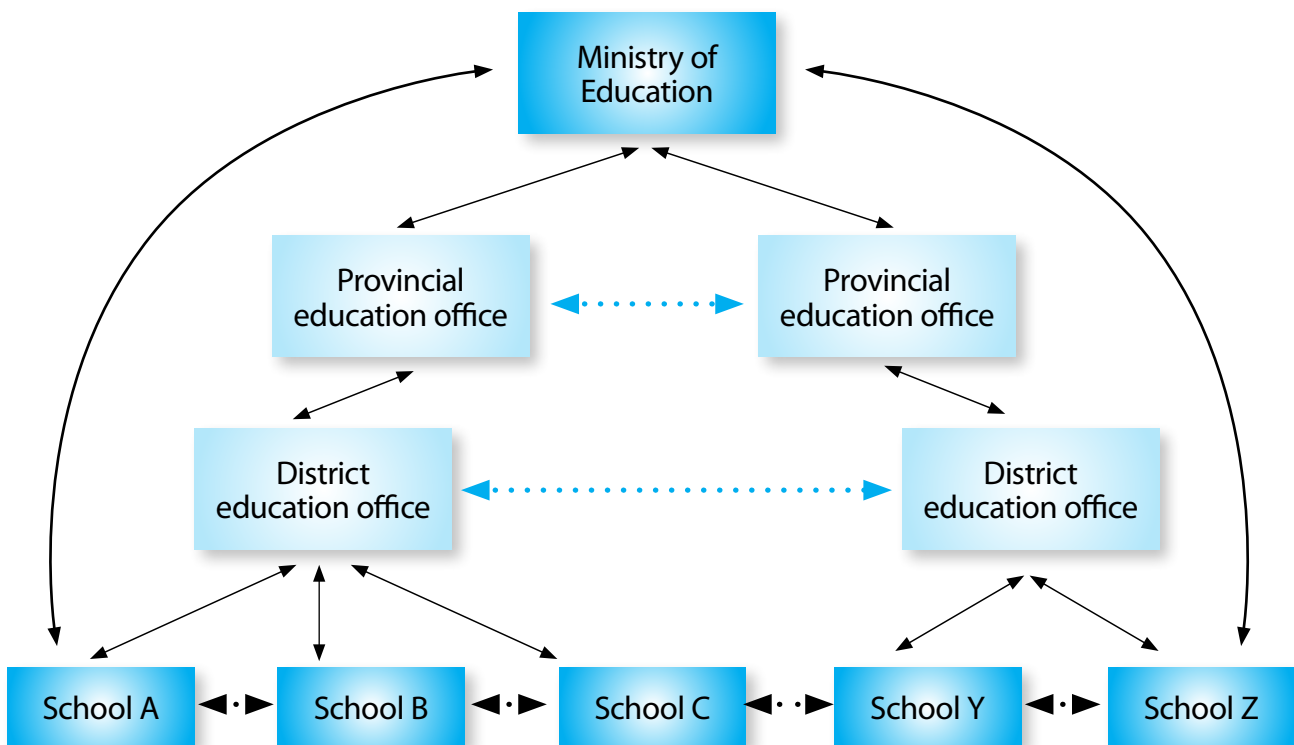 Ministry of
Education
Provincial
education office
Provincial
education office
District
education office
District
education office
School A
School B
School C
School Y
School Z